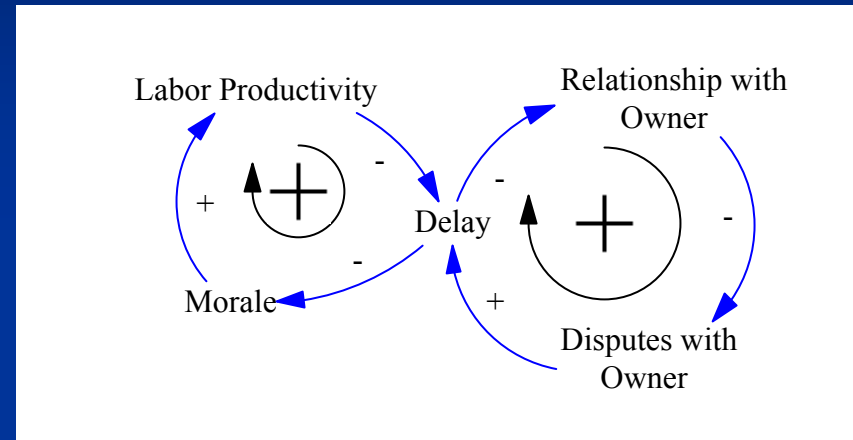 Labor Productivity
Relationship with
Owner
-
+
+
-
-
+
-
Delay
-
Morale
+
Disputes with
Owner